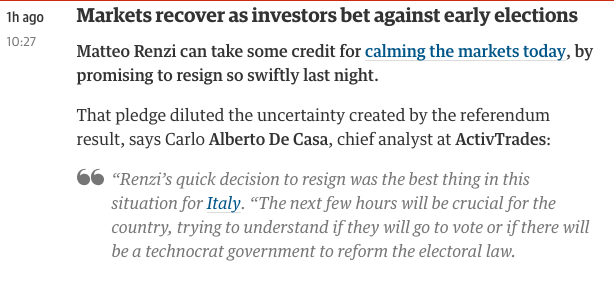 1h ago
10:27
Markets recover as investors bet against early elections
Matteo Renzi can take some credit for calming the markets today, by
promising to resign so swiftly last night.
That pledge diluted the uncertainty created by the referendum
result, says Carlo Alberto De Casa, chief analyst at ActivTrades:
“Renzi’s quick decision to resign was the best thing in this
situation for Italy. “The next few hours will be crucial for the
country, trying to understand if they will go to vote or if there will
be a technocrat government to reform the electoral law.